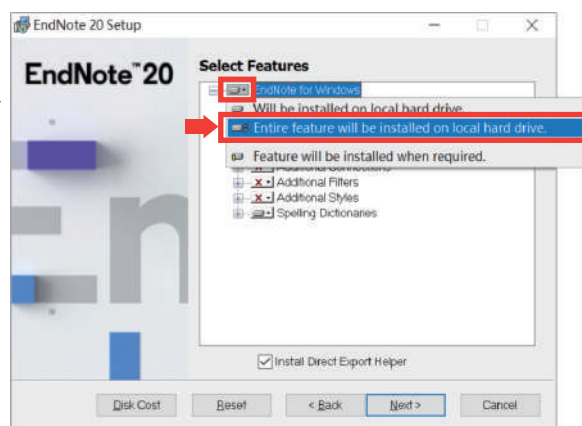 EndNote 20 Setup
EndNote™20
Select Features
EndNote for Windows
Will be installed on local hard drive.
Entire feature will be installed on local hard drive.
Feature will be installed when required.
Additional Connections
Additional Filters
Additional Styles
Spelling Dictionaries
Install Direct Export Helper
Disk Cost Reset < Back Next > Cancel